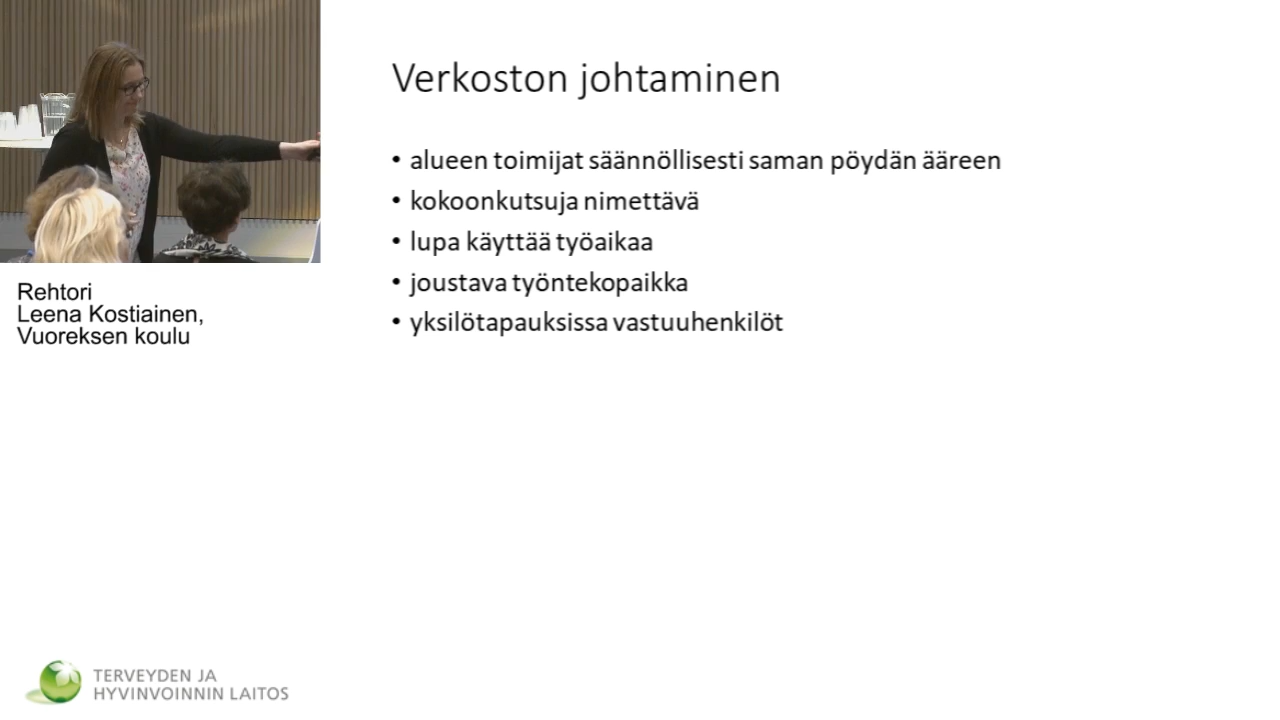 Verkoston johtaminen
• alueen toimijat säännöllisesti saman pöydän ääreen
• kokoonkutsuja nimettävä
• lupa käyttää työaikaa
• joustava työntekopaikka
• yksilötapauksissa vastuuhenkilöt
Rehtori
Leena Kostiainen,
Vuoreksen koulu
TERVEYDEN JA
HYVINVOINNIN LAITOS